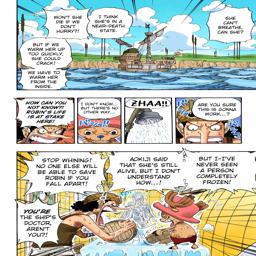 WON'T
SHE DIE IF
WE DON'T
HURRY?!
I THINK
SHE'S IN A
NEAR-DEATH
STATE.
SHE
CAN'T
BREATHE,
CAN SHE?
BUT IF WE
WARM HER UP
TOO QUICKLY,
SHE COULD
CRACK!
WE HAVE TO
WARM HER
FROM THE
INSIDE.
HOW CAN YOU
NOT KNOW?!
ROBIN'S LIFE
IS AT STAKE
HERE!
I DON'T KNOW,
BUT THERE'S
NO OTHER
WAY...
ZHAA!!
ARE YOU SURE
THIS IS
GONNA
WORK...?
STOP WHINING!
NO ONE ELSE WILL
BE ABLE TO SAVE
ROBIN IF YOU
FALL APART!
AOKIJI SAID
THAT SHE'S STILL
ALIVE, BUT I DON'T
UNDERSTAND
HOW...!
BUT I'VE
NEVER SEEN
A PERSON
COMPLETELY
FROZEN!
YOU'RE
THE SHIP'S
DOCTOR,
AREN'T
YOU?!